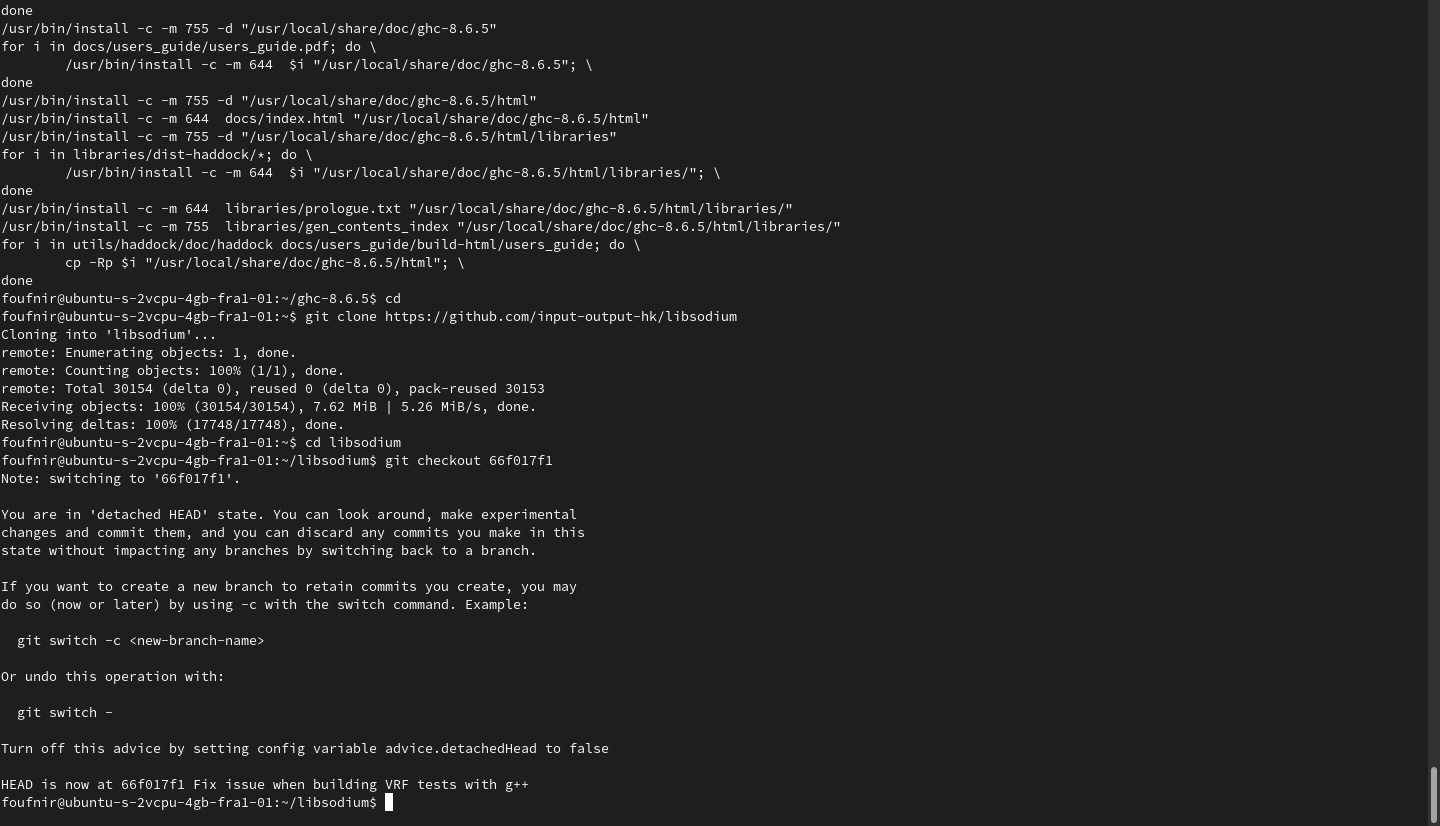 done
/usr/bin/install -c -m 755 -d "/usr/local/share/doc/ghc-8.6.5"
for i in docs/users_guide/users_guide.pdf; do \
        /usr/bin/install -c -m 644  $i "/usr/local/share/doc/ghc-8.6.5"; \
done
/usr/bin/install -c -m 755 -d "/usr/local/share/doc/ghc-8.6.5/html"
/usr/bin/install -c -m 644  docs/index.html "/usr/local/share/doc/ghc-8.6.5/html"
/usr/bin/install -c -m 755 -d "/usr/local/share/doc/ghc-8.6.5/html/libraries"
for i in libraries/dist-haddock/*; do \
        /usr/bin/install -c -m 644  $i "/usr/local/share/doc/ghc-8.6.5/html/libraries/"; \
done
/usr/bin/install -c -m 644  libraries/prologue.txt "/usr/local/share/doc/ghc-8.6.5/html/libraries/"
/usr/bin/install -c -m 755  libraries/gen_contents_index "/usr/local/share/doc/ghc-8.6.5/html/libraries/"
for i in utils/haddock/doc/haddock docs/users_guide/build-html/users_guide; do \
        cp -Rp $i "/usr/local/share/doc/ghc-8.6.5/html"; \
done
foufnir@ubuntu-s-2vcpu-4gb-fra1-01:~/ghc-8.6.5$ cd
foufnir@ubuntu-s-2vcpu-4gb-fra1-01:~$ git clone https://github.com/input-output-hk/libsodium
Cloning into 'libsodium'...
remote: Enumerating objects: 1, done.
remote: Counting objects: 100% (1/1), done.
remote: Total 30154 (delta 0), reused 0 (delta 0), pack-reused 30153
Receiving objects: 100% (30154/30154), 7.62 MiB | 5.26 MiB/s, done.
Resolving deltas: 100% (17748/17748), done.
foufnir@ubuntu-s-2vcpu-4gb-fra1-01:~$ cd libsodium
foufnir@ubuntu-s-2vcpu-4gb-fra1-01:~/libsodium$ git checkout 66f017f1
Note: switching to '66f017f1'.

You are in 'detached HEAD' state. You can look around, make experimental
changes and commit them, and you can discard any commits you make in this
state without impacting any branches by switching back to a branch.

If you want to create a new branch to retain commits you create, you may
do so (now or later) by using -c with the switch command. Example:

  git switch -c <new-branch-name>

Or undo this operation with:

  git switch -

Turn off this advice by setting config variable advice.detachedHead to false

HEAD is now at 66f017f1 Fix issue when building VRF tests with g++
foufnir@ubuntu-s-2vcpu-4gb-fra1-01:~/libsodium$